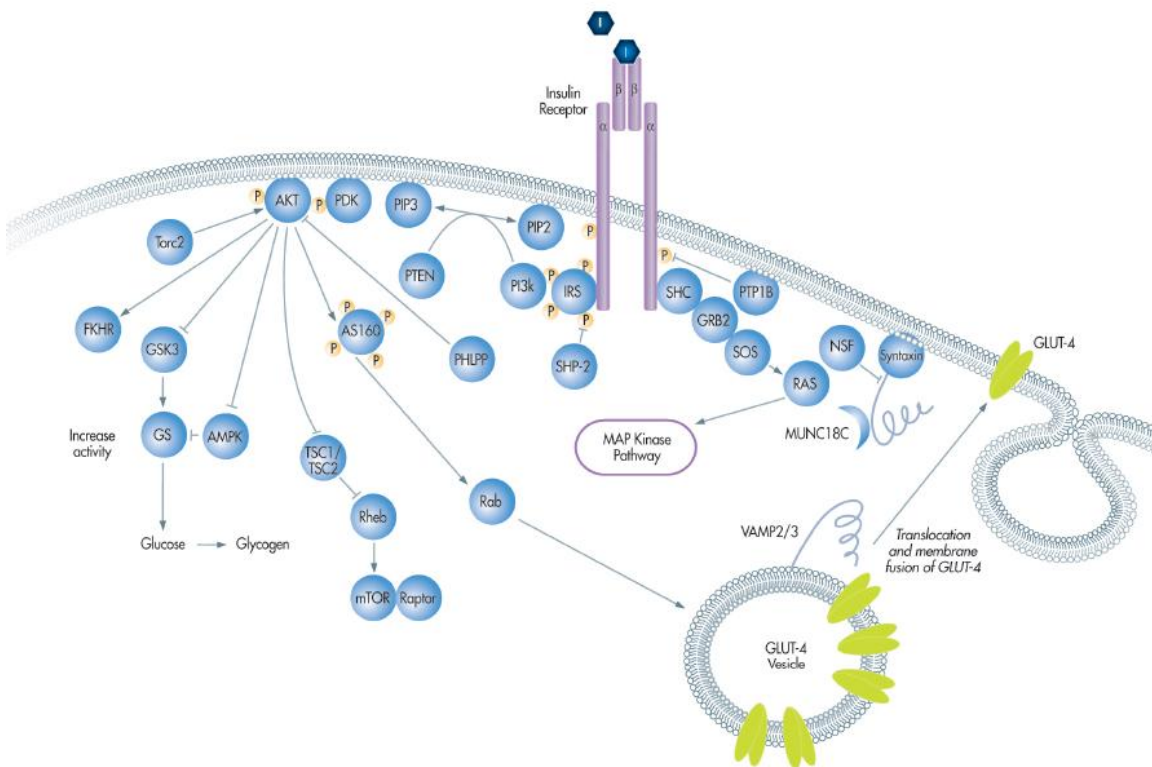 I
I
Insulin
Receptor
β
β
α
α
P
AKT
P
PDK
PIP3
PIP2
P
P
Torc2
PTEN
PI3k
P
IRS
P
P
P
SHC
PTP1B
GRB2
FKHR
GSK3
P
AS160
P
P
P
PHLPP
SHP-2
SOS
NSF
Syntaxin
GLUT-4
RAS
Increase
activity
GS
AMPK
TSC1/
TSC2
MAP Kinase
Pathway
MUNC18C
Rab
Rheb
VAMP2/3
Translocation
and membrane
fusion of GLUT-4
Glucose
Glycogen
mTOR
Raptor
GLUT-4
Vesicle